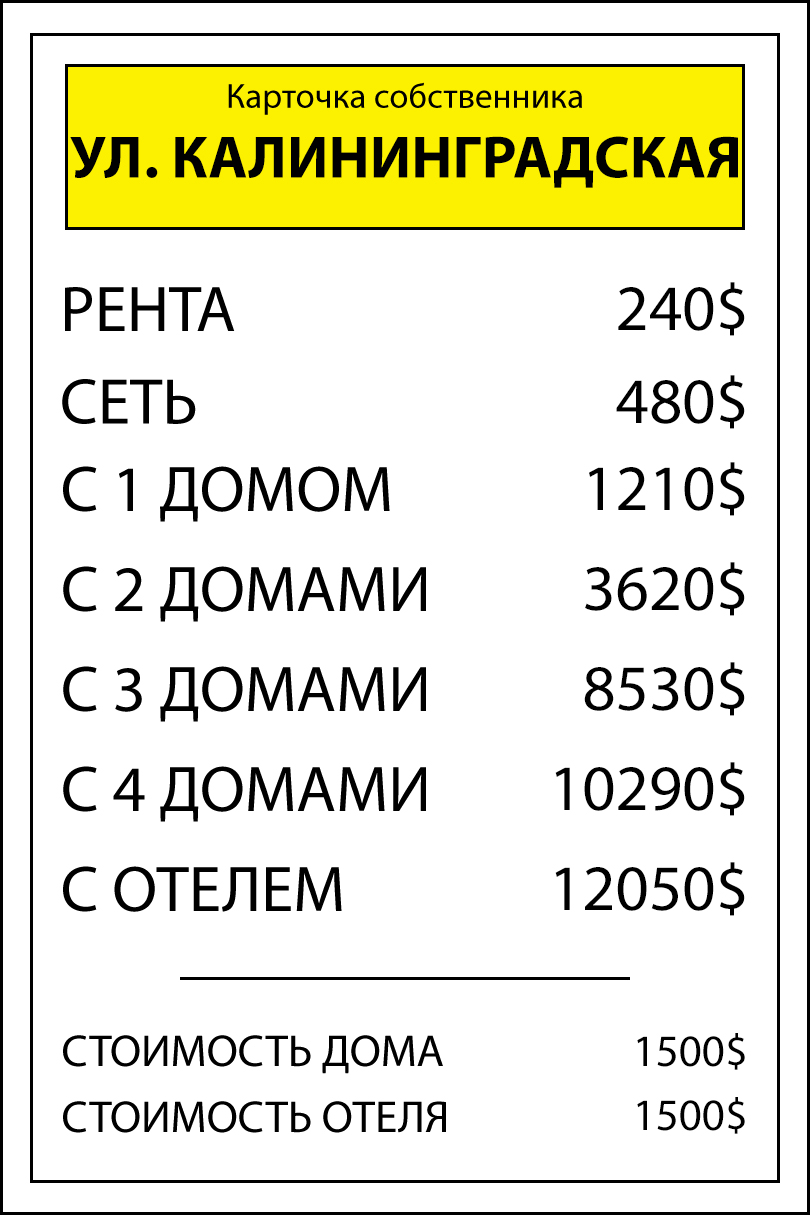 Карточка собственника
УЛ. КАЛИНИНГРАДСКАЯ
РЕНТА 240$
СЕТЬ 480$
С 1 ДОМОМ 1210$
С 2 ДОМАМИ 3620$
С 3 ДОМАМИ 8530$
С 4 ДОМАМИ 10290$
С ОТЕЛЕМ 12050$
СТОИМОСТЬ ДОМА 1500$
СТОИМОСТЬ ОТЕЛЯ 1500$